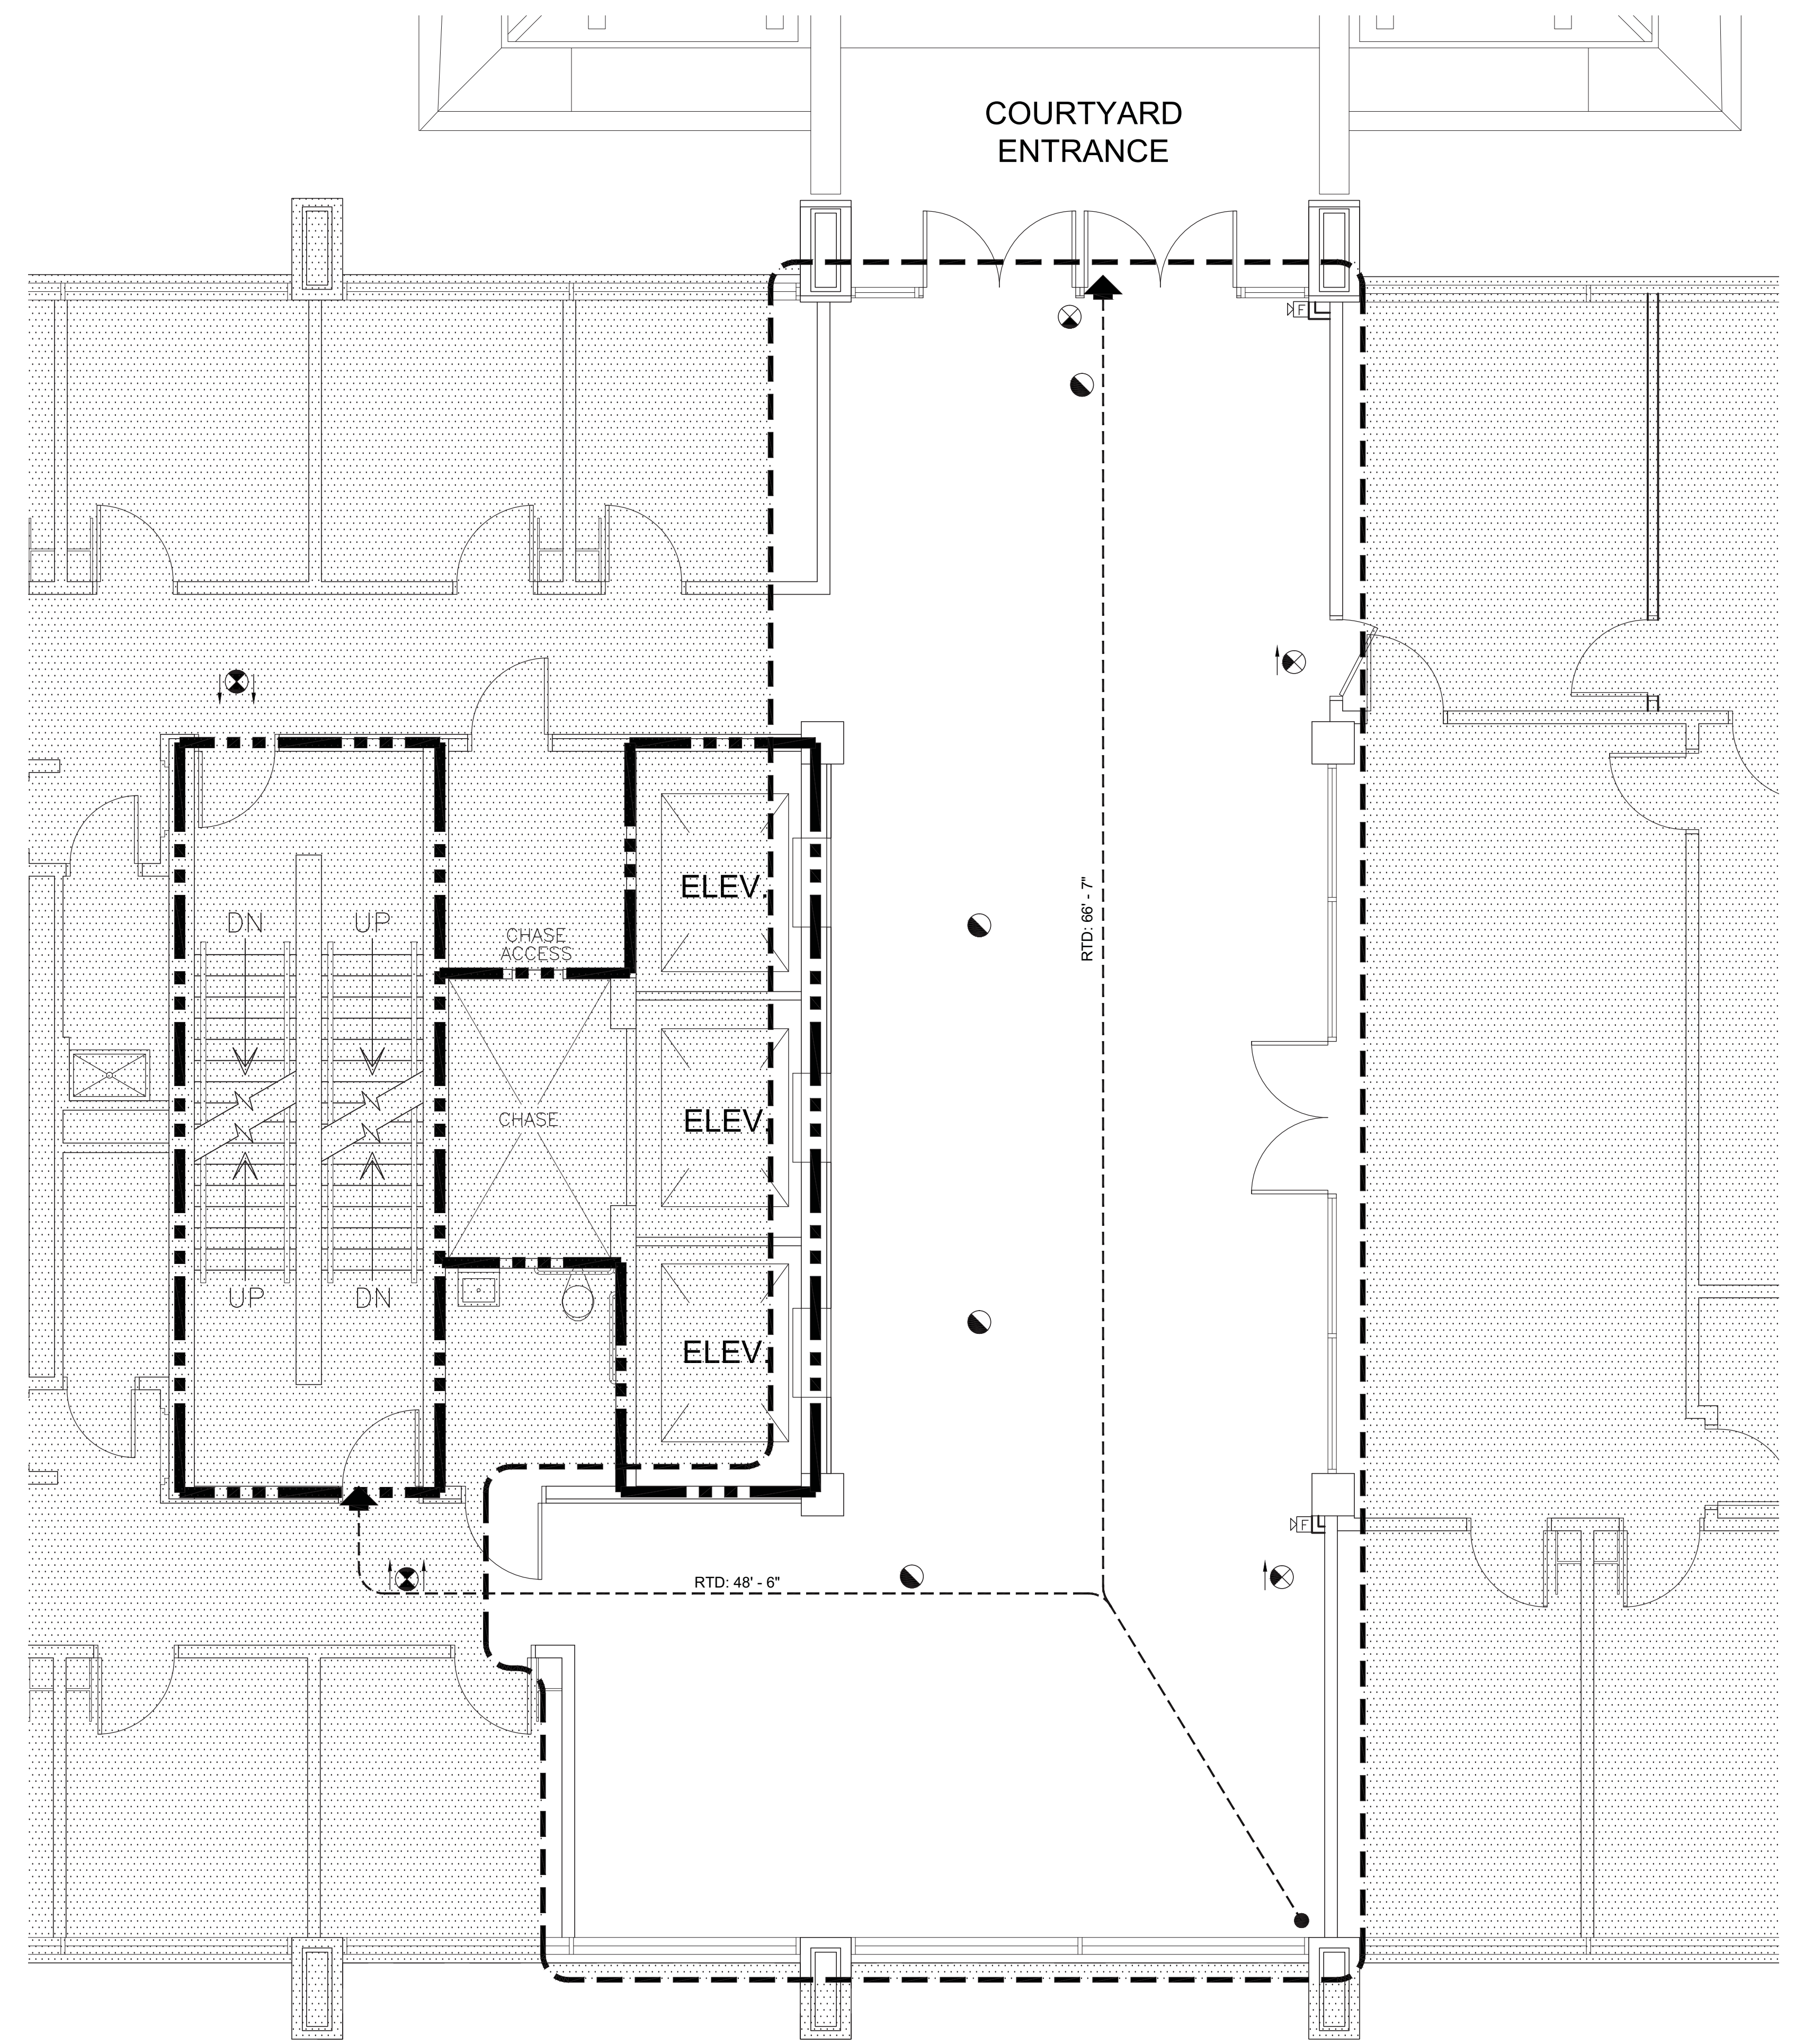 COURTYARD
ENTRANCE
F
ELEV.
RTD: 66' - 7"
DN
UP
CHASE
ACCESS
ELEV.
CHASE
UP
DN
ELEV.
F
RTD: 48' - 6"